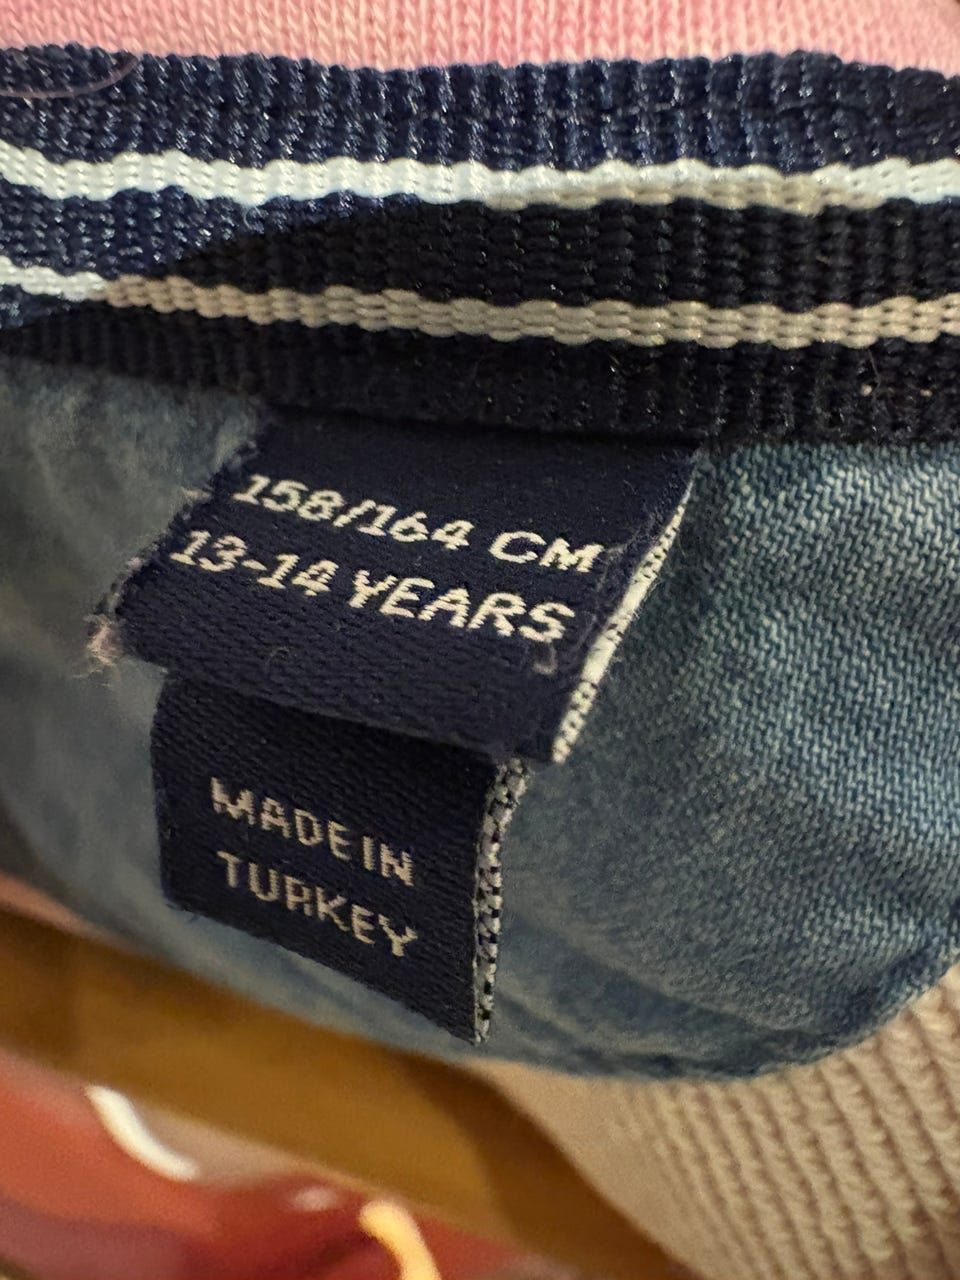 158/164 CM
13-14 YEARS
MADE IN
TURKEY